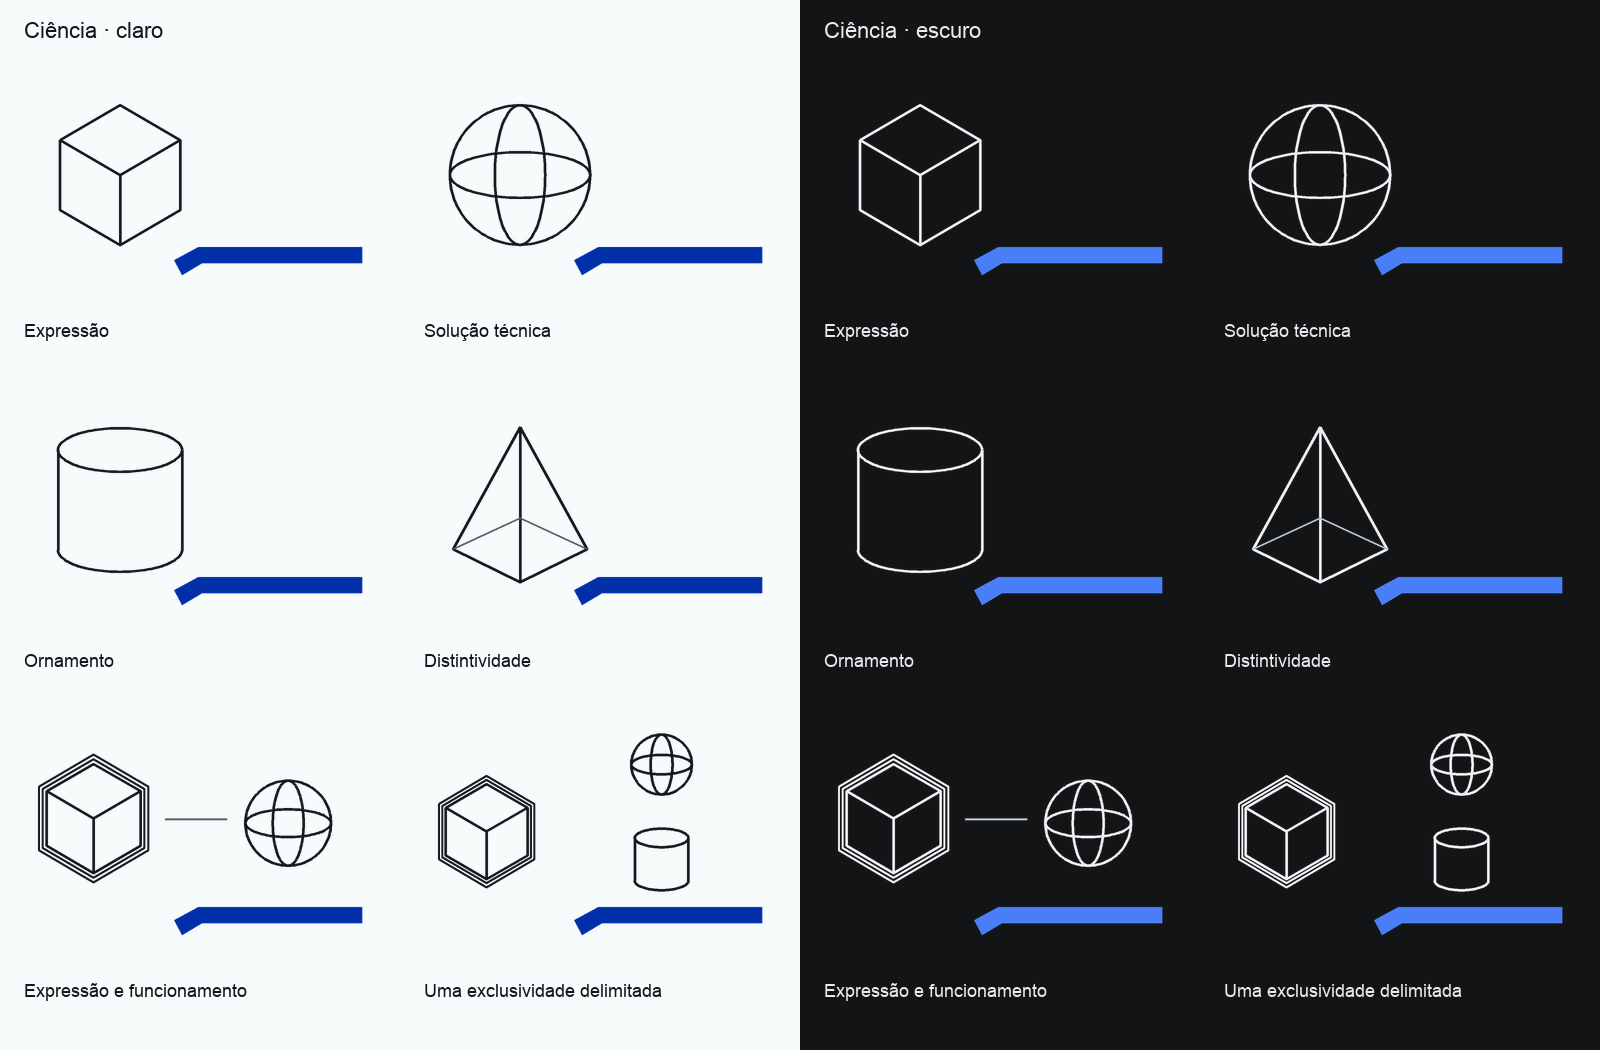 Ciência · claro
Expressão
Solução técnica
Ornamento
Distintividade
Expressão e funcionamento
Uma exclusividade delimitada
Ciência · escuro
Expressão
Solução técnica
Ornamento
Distintividade
Expressão e funcionamento
Uma exclusividade delimitada